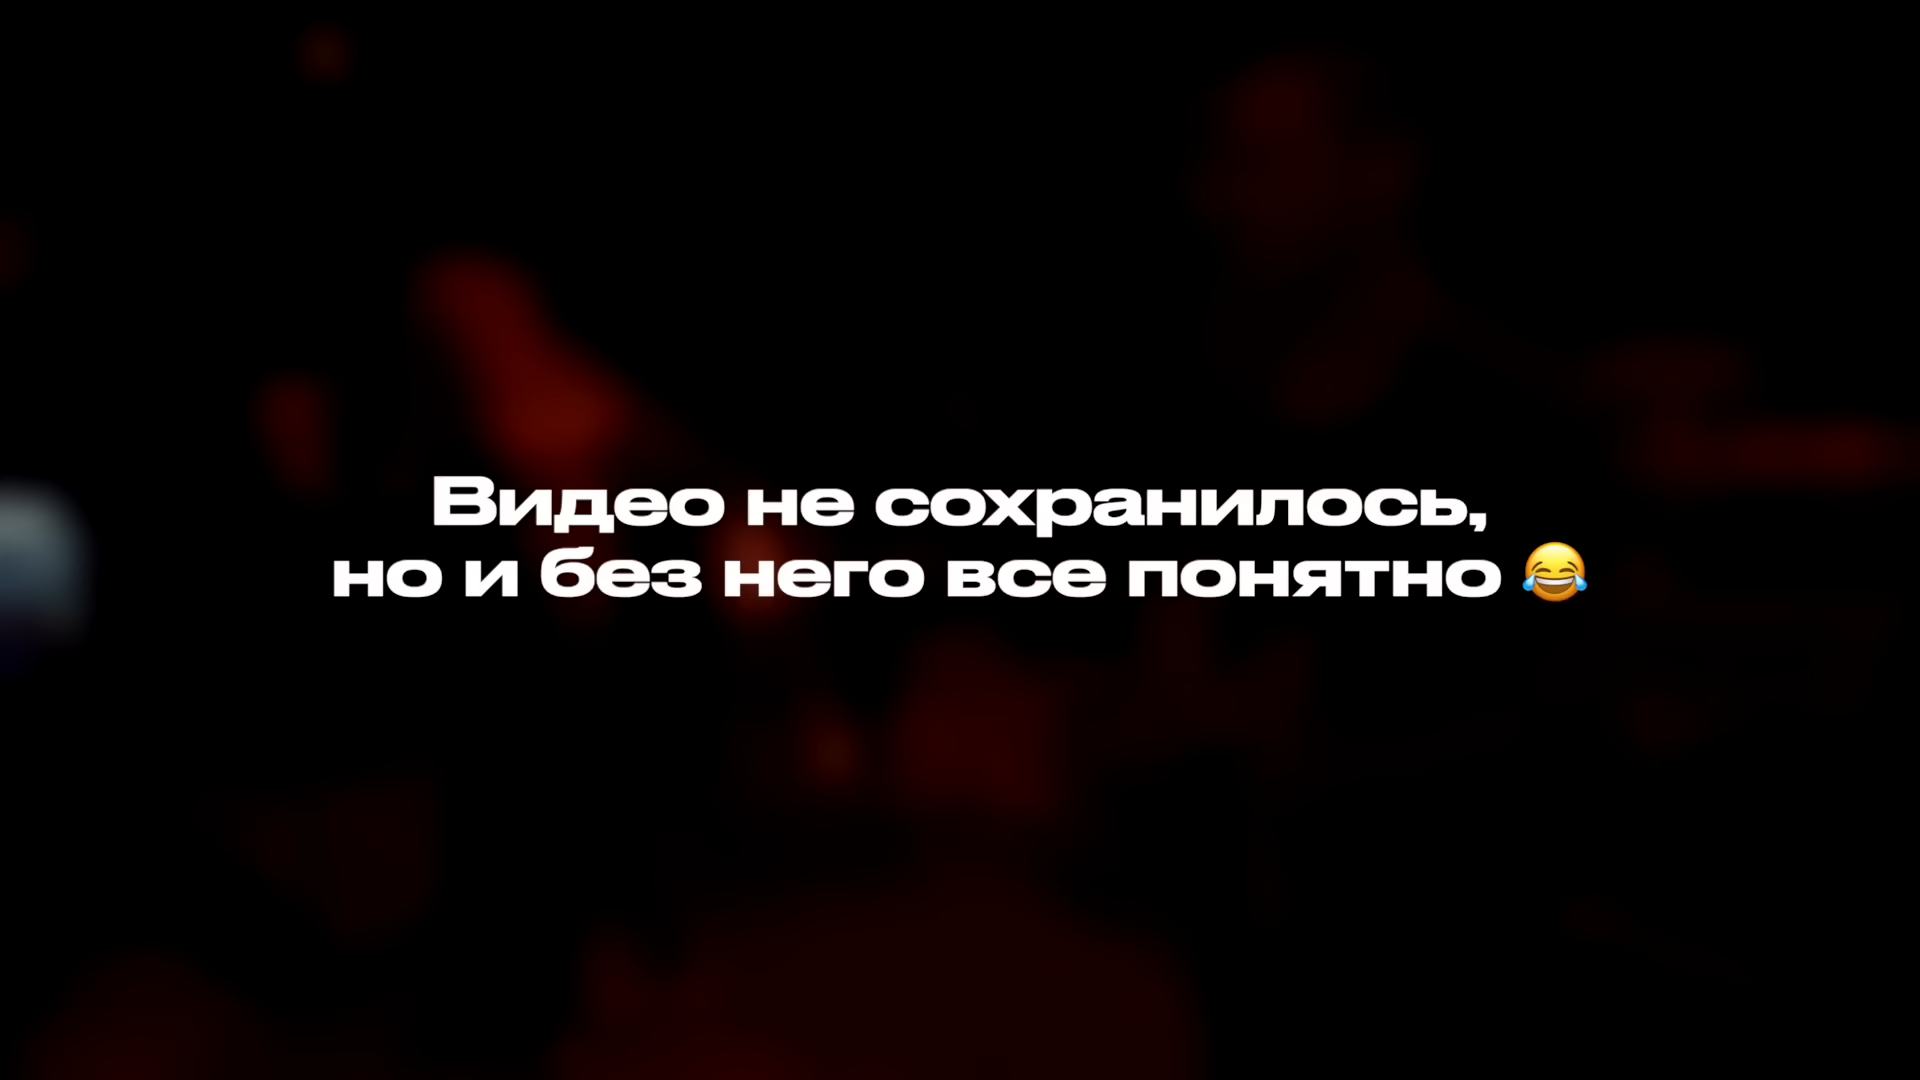 Видео не сохранилось,
но и без него все понятно 😂